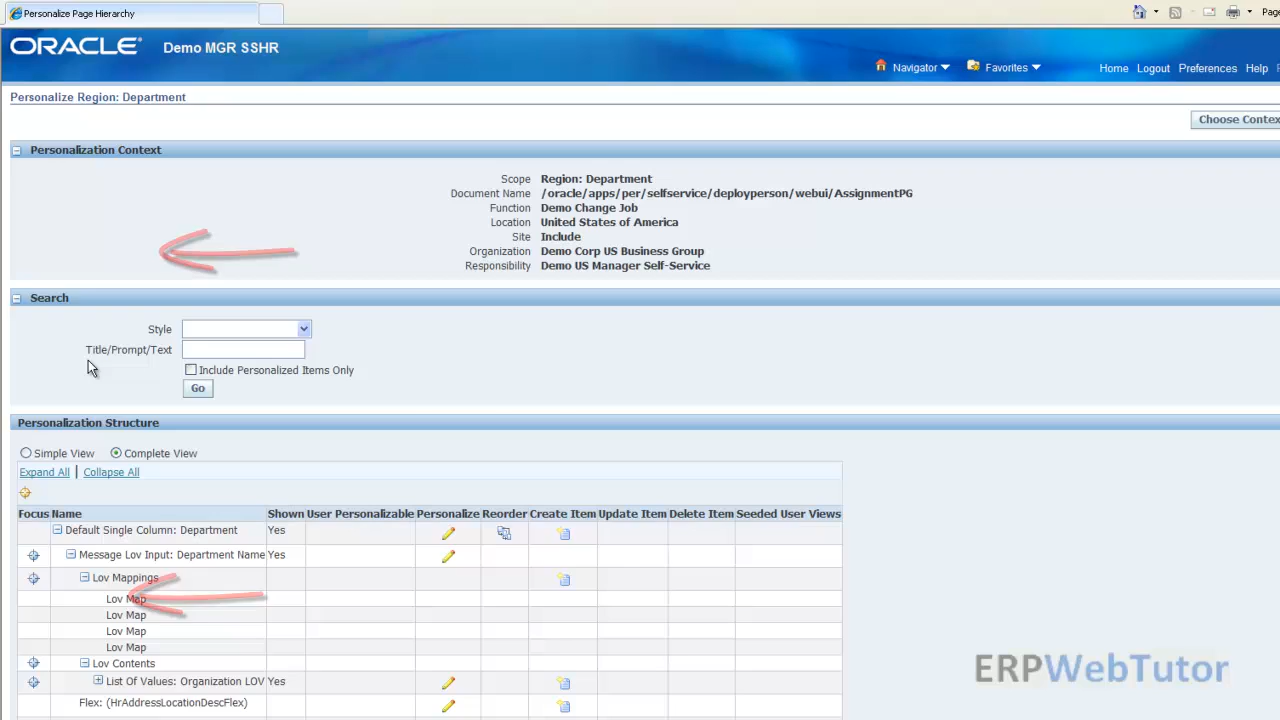 Personalize Page Hierarchy
Page
ORACLE® Demo MGR SSHR
Navigator Favorites Home Logout Preferences Help
Personalize Region: Department
Choose Contex
Personalization Context
Scope Region: Department
Document Name /oracle/apps/per/selfservice/deployperson/webui/AssignmentPG
Function Demo Change Job
Location United States of America
Site Include
Organization Demo Corp US Business Group
Responsibility Demo US Manager Self-Service
Search
Style
Title/Prompt/Text
Include Personalized Items Only
Go
Personalization Structure
Simple View Complete View
Expand All | Collapse All
Focus Name Shown User Personalizable Personalize Reorder Create Item Update Item Delete Item Seeded User Views
Default Single Column: Department Yes
Message Lov Input: Department Name Yes
Lov Mappings
Lov Map
Lov Map
Lov Map
Lov Map
Lov Contents
List Of Values: Organization LOV Yes
Flex: (HrAddressLocationDescFlex)
ERPWebTutor